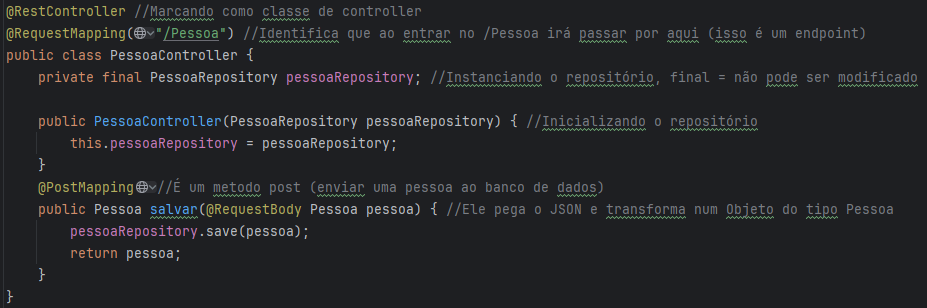 @RestController //Marcando como classe de controller
@RequestMapping("/Pessoa") //Identifica que ao entrar no /Pessoa irá passar por aqui (isso é um endpoint)
public class PessoaController {
    private final PessoaRepository pessoaRepository; //Instanciando o repositório, final = não pode ser modificado

    public PessoaController(PessoaRepository pessoaRepository) { //Inicializando o repositório
        this.pessoaRepository = pessoaRepository;
    }
    @PostMapping //É um metodo post (enviar uma pessoa ao banco de dados)
    public Pessoa salvar(@RequestBody Pessoa pessoa) { //Ele pega o JSON e transforma num Objeto do tipo Pessoa
        pessoaRepository.save(pessoa);
        return pessoa;
    }
}